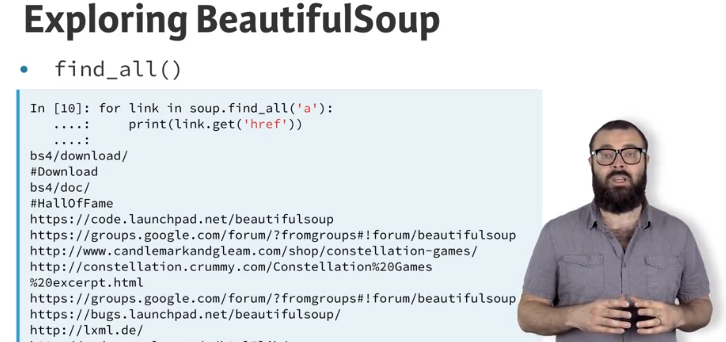 Exploring BeautifulSoup
• find_all()
In [10]: for link in soup.find_all('a'):
   ....:     print(link.get('href'))
   ....:
bs4/download/
#Download
bs4/doc/
#HallOfFame
https://code.launchpad.net/beautifulsoup
https://groups.google.com/forum/?fromgroups#!forum/beautifulsoup
http://www.candlemarkandgleam.com/shop/constellation-games/
http://constellation.crummy.com/Constellation%20Games
%20excerpt.html
https://groups.google.com/forum/?fromgroups#!forum/beautifulsoup
https://bugs.launchpad.net/beautifulsoup/
http://lxml.de/